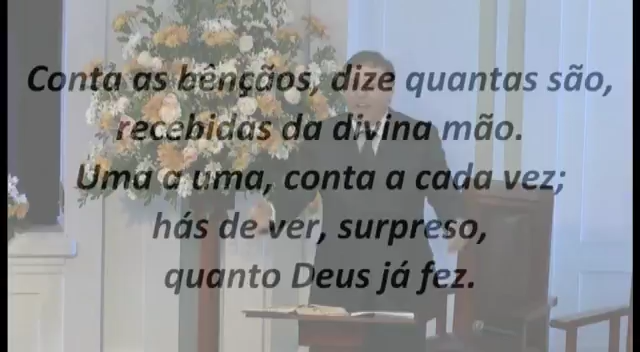 Conta as bênçãos, dize quantas são,
recebidas da divina mão.
Uma a uma, conta a cada vez;
hás de ver, surpreso,
quanto Deus já fez.